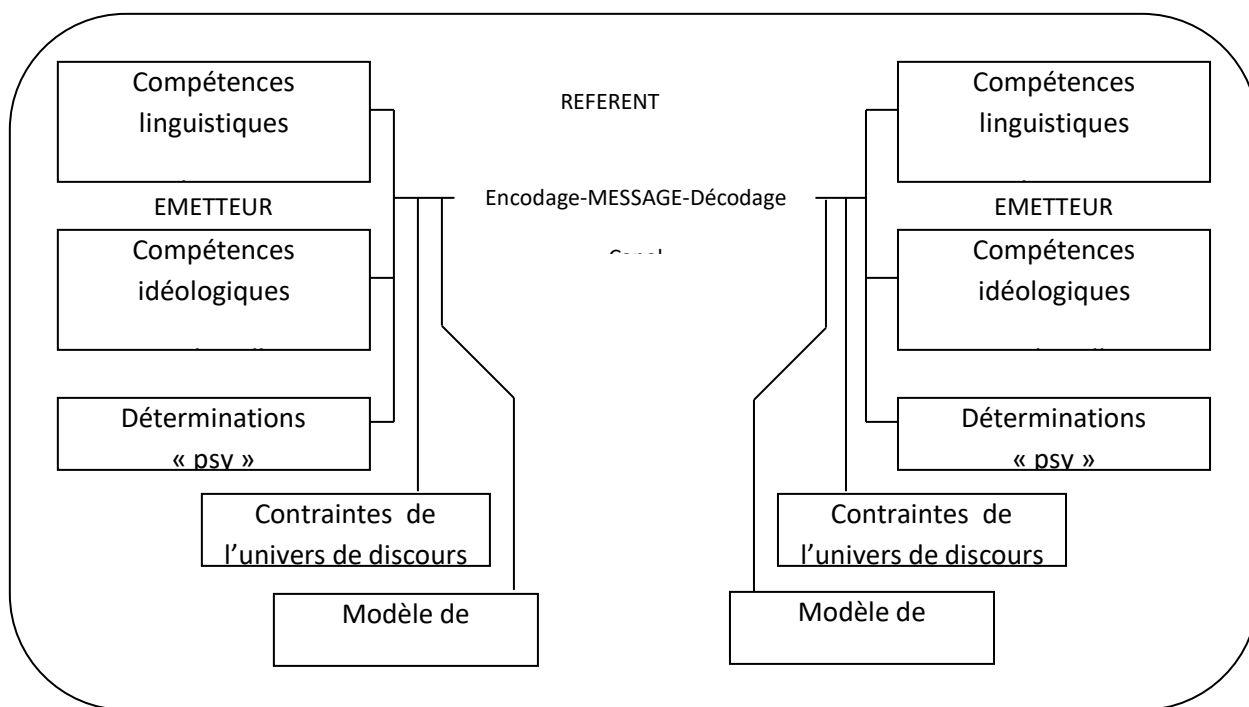 Compétences
linguistiques
EMETTEUR
Compétences
idéologiques
Déterminations
« psy »
Contraintes de
l’univers de discours
Modèle de
REFERENT
Encodage-MESSAGE-Décodage
Canal
Compétences
linguistiques
EMETTEUR
Compétences
idéologiques
Déterminations
« psy »
Contraintes de
l’univers de discours
Modèle de